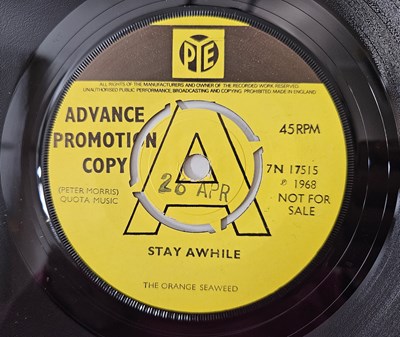 PYE
ALL RIGHTS OF THE MANUFACTURERS AND OWNER OF THE RECORDED WORK RESERVED
UNAUTHORISED PUBLIC PERFORMANCE, BROADCASTING AND COPYING PROHIBITED MADE IN ENGLAND
ADVANCE
PROMOTION
COPY
45RPM
A
7N 17515
℗ 1968
NOT FOR
SALE
(PETER MORRIS)
QUOTA MUSIC
26 APR
STAY AWHILE
THE ORANGE SEAWEED